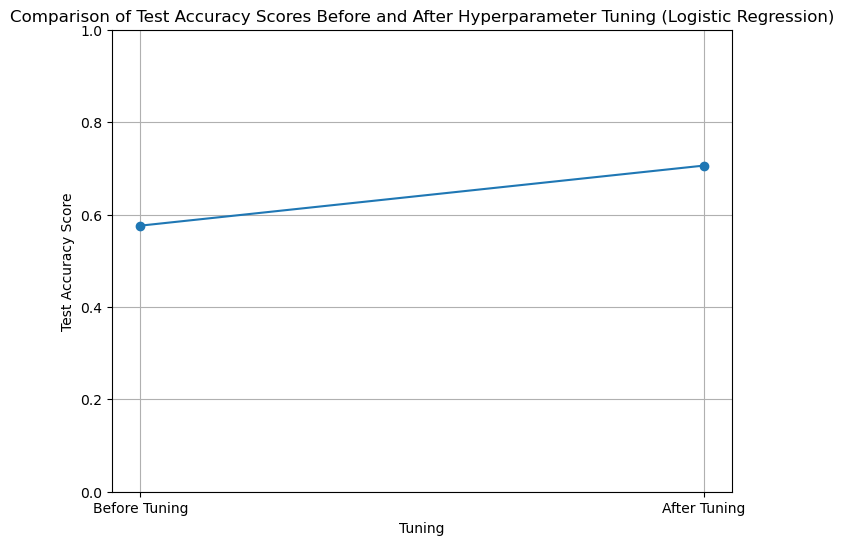 Comparison of Test Accuracy Scores Before and After Hyperparameter Tuning (Logistic Regression)
1.0
0.8
0.6
0.4
0.2
0.0
Test Accuracy Score
Before Tuning
After Tuning
Tuning